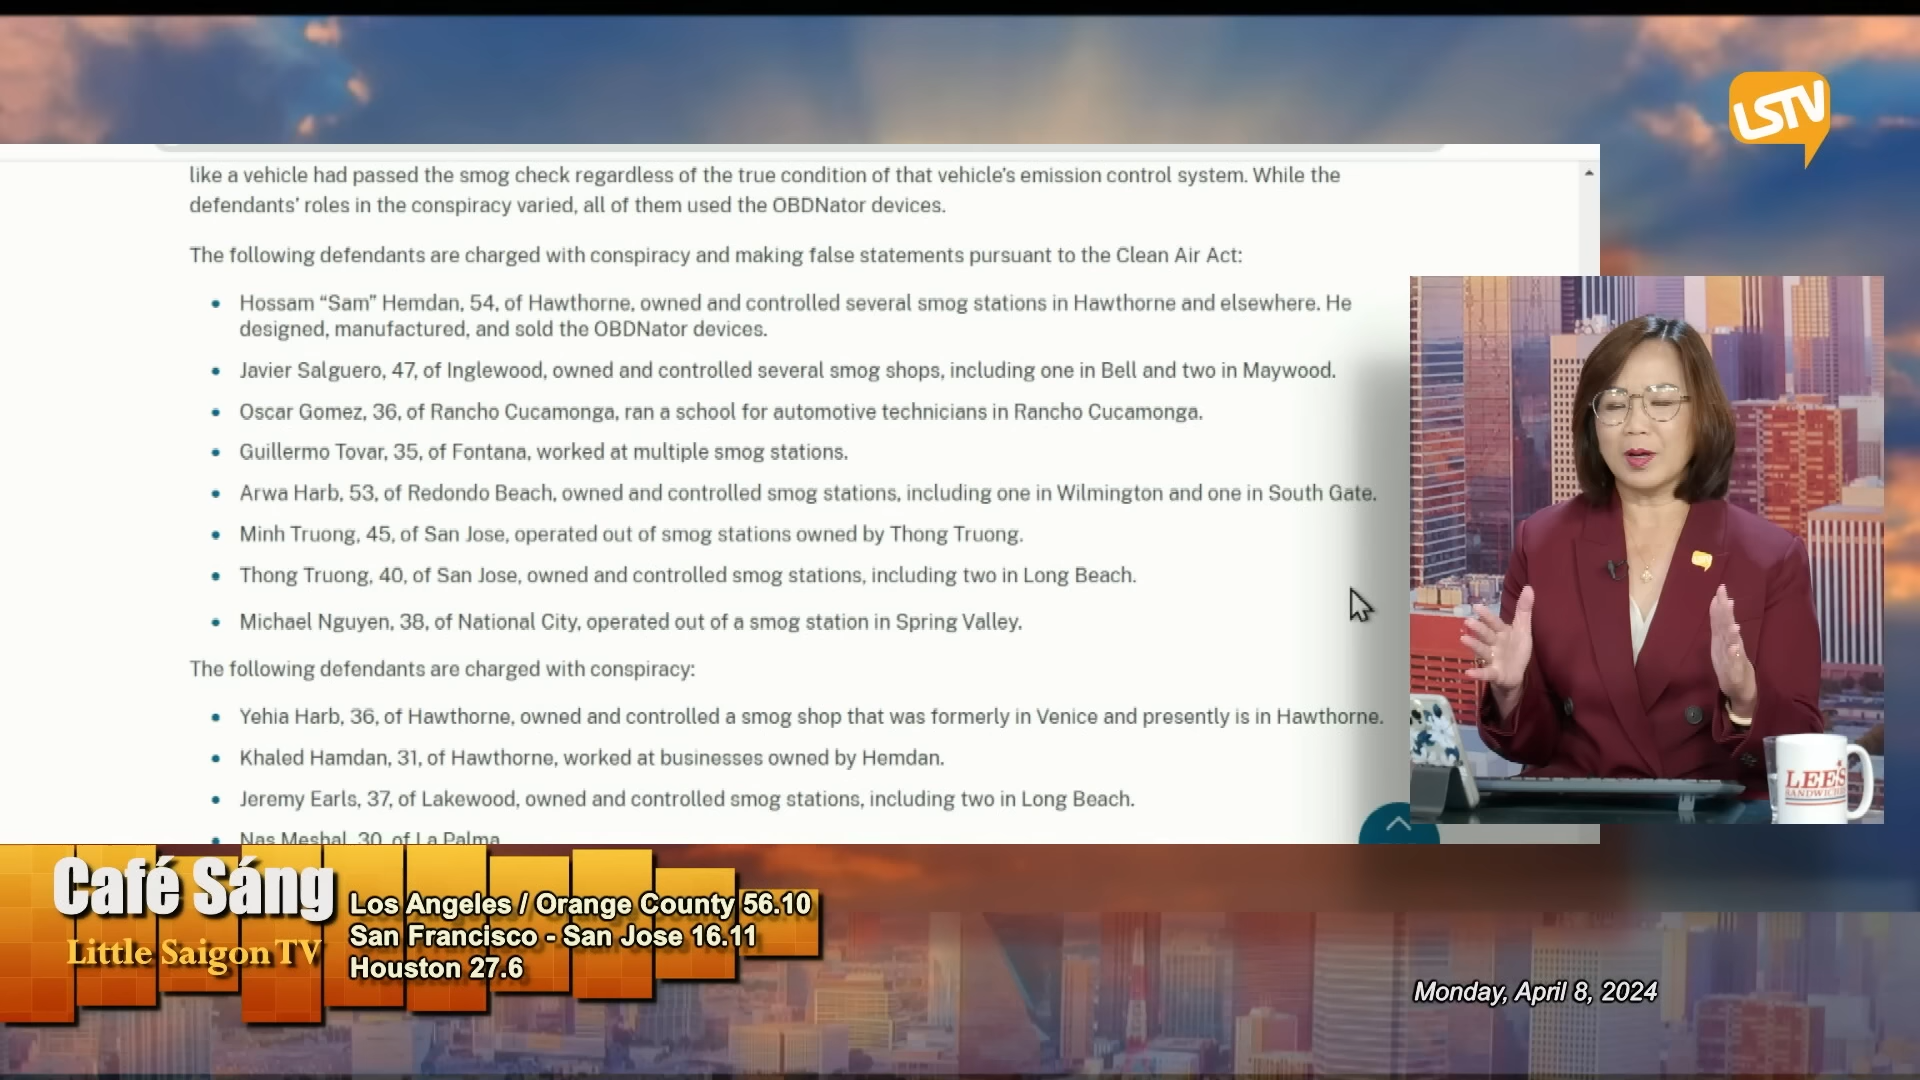 LSTV
like a vehicle had passed the smog check regardless of the true condition of that vehicle's emission control system. While the
defendants' roles in the conspiracy varied, all of them used the OBDNator devices.
The following defendants are charged with conspiracy and making false statements pursuant to the Clean Air Act:
• Hossam “Sam” Hemdan, 54, of Hawthorne, owned and controlled several smog stations in Hawthorne and elsewhere. He
designed, manufactured, and sold the OBDNator devices.
• Javier Salguero, 47, of Inglewood, owned and controlled several smog shops, including one in Bell and two in Maywood.
• Oscar Gomez, 36, of Rancho Cucamonga, ran a school for automotive technicians in Rancho Cucamonga.
• Guillermo Tovar, 35, of Fontana, worked at multiple smog stations.
• Arwa Harb, 53, of Redondo Beach, owned and controlled smog stations, including one in Wilmington and one in South Gate.
• Minh Truong, 45, of San Jose, operated out of smog stations owned by Thong Truong.
• Thong Truong, 40, of San Jose, owned and controlled smog stations, including two in Long Beach.
• Michael Nguyen, 38, of National City, operated out of a smog station in Spring Valley.
The following defendants are charged with conspiracy:
• Yehia Harb, 36, of Hawthorne, owned and controlled a smog shop that was formerly in Venice and presently is in Hawthorne.
• Khaled Hamdan, 31, of Hawthorne, worked at businesses owned by Hemdan.
• Jeremy Earls, 37, of Lakewood, owned and controlled smog stations, including two in Long Beach.
• Nas Meshal, 30, of La Palma
LEE'S
SANDWICHES
Café Sáng
Little Saigon TV
Los Angeles / Orange County 56.10
San Francisco - San Jose 16.11
Houston 27.6
Monday, April 8, 2024